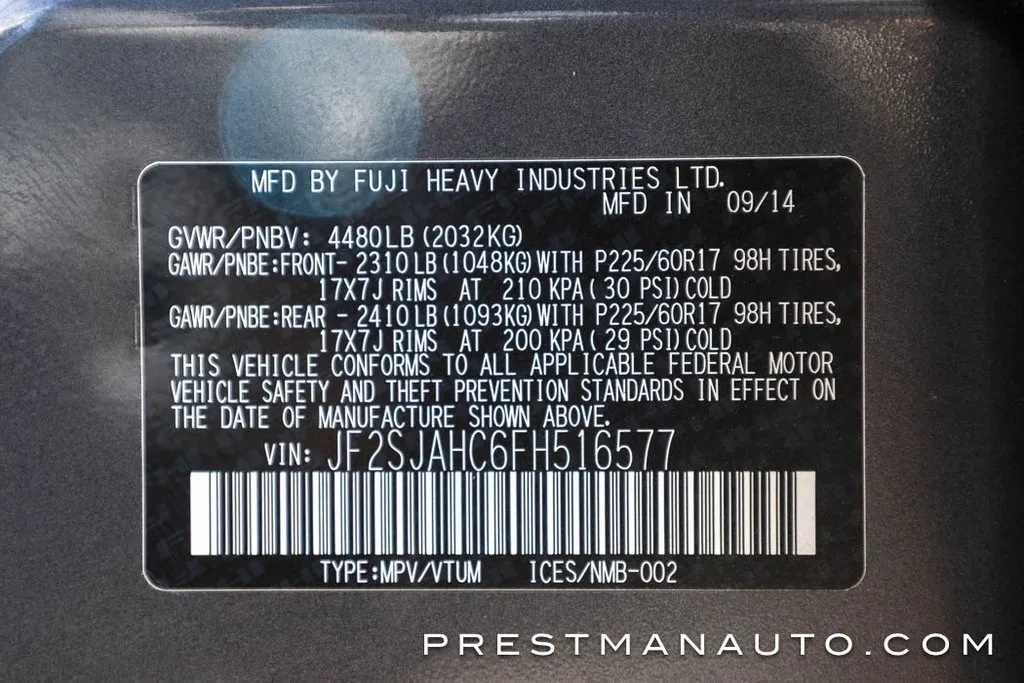 MFD BY FUJI HEAVY INDUSTRIES LTD.
MFD IN 09/14
GVWR/PNBV: 4480LB (2032KG)
GAWR/PNBE:FRONT- 2310 LB (1048KG) WITH P225/60R17 98H TIRES,
17X7J RIMS AT 210 KPA ( 30 PSI) COLD
GAWR/PNBE:REAR - 2410 LB (1093KG) WITH P225/60R17 98H TIRES,
17X7J RIMS AT 200 KPA ( 29 PSI) COLD
THIS VEHICLE CONFORMS TO ALL APPLICABLE FEDERAL MOTOR
VEHICLE SAFETY AND THEFT PREVENTION STANDARDS IN EFFECT ON
THE DATE OF MANUFACTURE SHOWN ABOVE.
VIN: JF2SJAHC6FH516577
TYPE:MPV/VTUM ICES/NMB-002
PRESTMANAUTO.COM